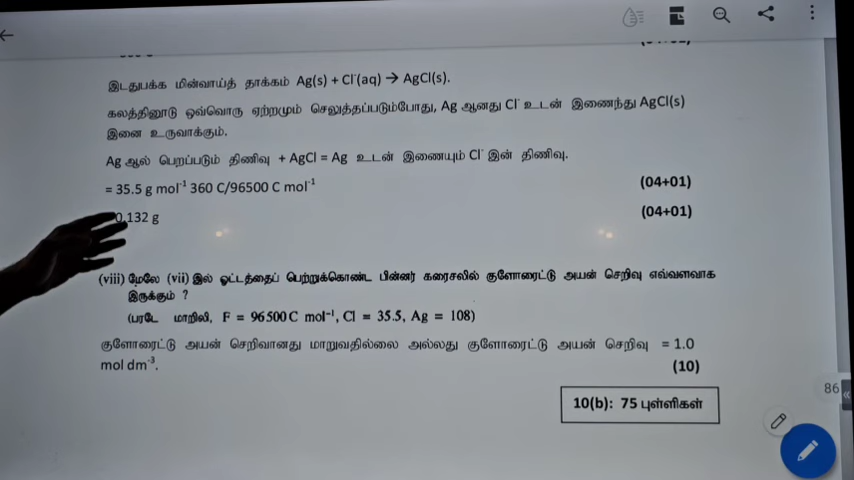 இடதுபக்க மின்வாய்த் தாக்கம் Ag(s) + Cl⁻(aq) → AgCl(s).
கலத்தினூடு ஒவ்வொரு ஏற்றமும் செலுத்தப்படும்போது, Ag ஆனது Cl⁻ உடன் இணைந்து AgCl(s)
இனை உருவாக்கும்.
Ag ஆல் பெறப்படும் திணிவு + AgCl = Ag உடன் இணையும் Cl⁻ இன் திணிவு.
= 35.5 g mol⁻¹ 360 C/96500 C mol⁻¹ (04+01)
0.132 g (04+01)
(viii) மேலே (vii) இல் ஓட்டத்தைப் பெற்றுக்கொண்ட பின்னர் கரைசலில் குளோரைட்டு அயன் செறிவு எவ்வளவாக
இருக்கும் ?
(பரடே மாறிலி, F = 96500 C mol⁻¹, Cl = 35.5, Ag = 108)
குளோரைட்டு அயன் செறிவானது மாறுவதில்லை அல்லது குளோரைட்டு அயன் செறிவு = 1.0
mol dm⁻³. (10)
86
10(b): 75 புள்ளிகள்